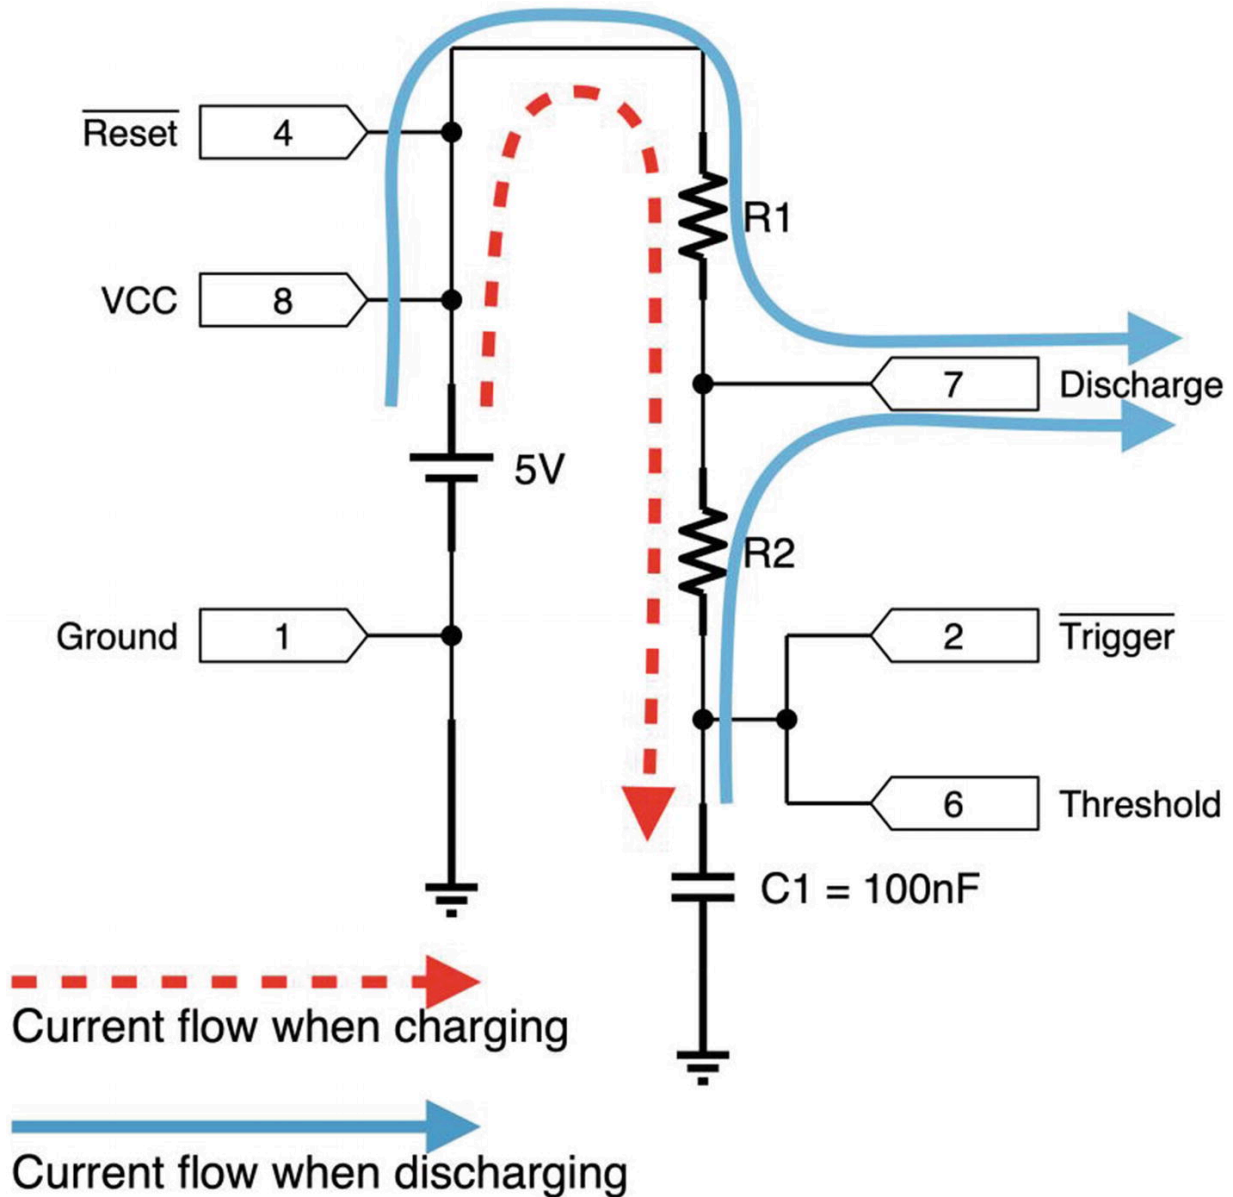 Reset 4
R1
VCC 8
7 Discharge
5V
R2
Ground 1
2 Trigger
6 Threshold
C1 = 100nF
Current flow when charging
Current flow when discharging